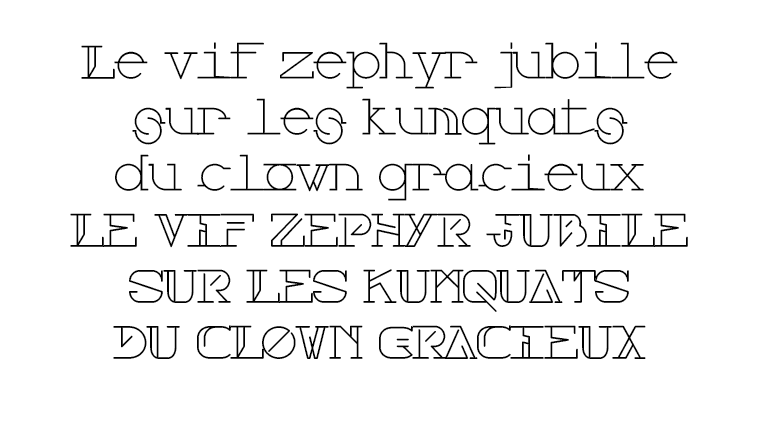 Le vif zephyr jubile
sur les kumquats
du clown gracieux
LE VIF ZEPHYR JUBILE
SUR LES KUMQUATS
DU CLOWN GRACIEUX